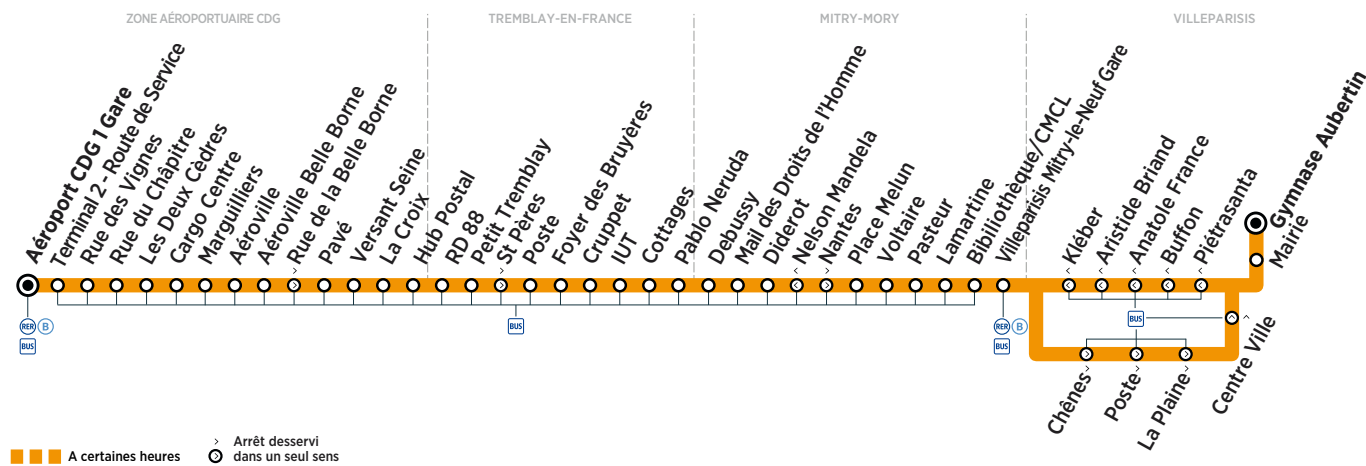 ZONE AÉROPORTUAIRE CDG
TREMBLAY-EN-FRANCE
MITRY-MORY
VILLEPARISIS
Aéroport CDG 1 Gare
Terminal 2 - Route de Service
Rue des Vignes
Rue du Châpitre
Les Deux Cèdres
Cargo Centre
Marguilliers
Aéroville
Aéroville Belle Borne
Rue de la Belle Borne
Pavé
Versant Seine
La Croix
Hub Postal
RD 88
Petit Tremblay
St Pères
Poste
Foyer des Bruyères
Cruppet
IUT
Cottages
Pablo Neruda
Debussy
Mail des Droits de l'Homme
Diderot
Nelson Mandela
Nantes
Place Melun
Voltaire
Pasteur
Lamartine
Bibliothèque/CMCL
Villeparisis Mitry-le-Neuf Gare
Kléber
Aristide Briand
Anatole France
Buffon
Piétrasanta
Gymnase Aubertin
Mairie
RER B
BUS
BUS
RER B
BUS
BUS
Chênes
Poste
La Plaine
Centre Ville
A certaines heures
Arrêt desservi
dans un seul sens